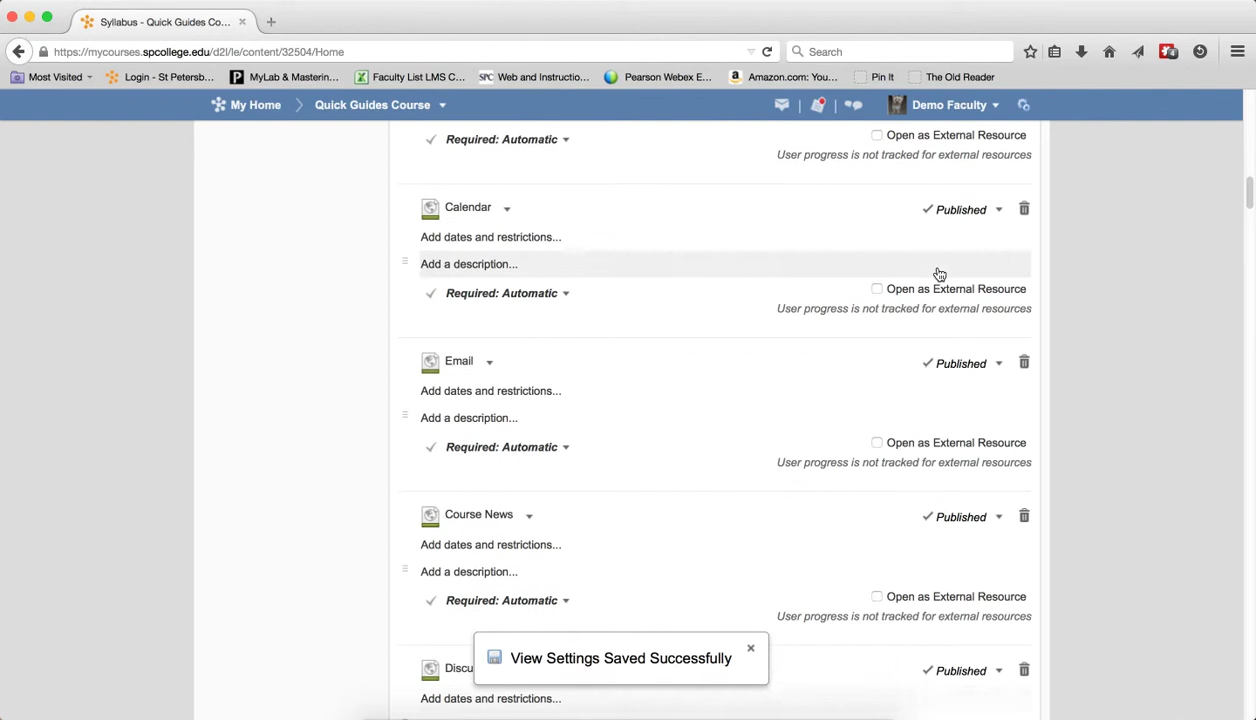 Syllabus - Quick Guides Co...
https://mycourses.spcollege.edu/d2l/le/content/32504/Home
Search
Most Visited
Login - St Petersb...
MyLab & Mastering...
Faculty List LMS C...
SPC
Web and Instructio...
Pearson Webex E...
Amazon.com: You...
Pin It
The Old Reader
My Home
Quick Guides Course
Demo Faculty
Required: Automatic
Open as External Resource
User progress is not tracked for external resources
Calendar
Published
Add dates and restrictions...
Add a description...
Required: Automatic
Open as External Resource
User progress is not tracked for external resources
Email
Published
Add dates and restrictions...
Add a description...
Required: Automatic
Open as External Resource
User progress is not tracked for external resources
Course News
Published
Add dates and restrictions...
Add a description...
Required: Automatic
Open as External Resource
User progress is not tracked for external resources
View Settings Saved Successfully
Discu
Published
Add dates and restrictions...